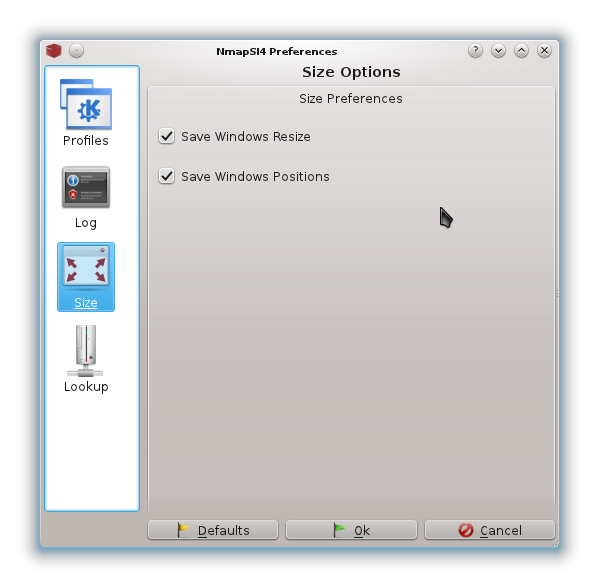 NmapSI4 Preferences
Size Options
Size Preferences
Save Windows Resize
Save Windows Positions
Profiles
Log
Size
Lookup
Defaults
Ok
Cancel